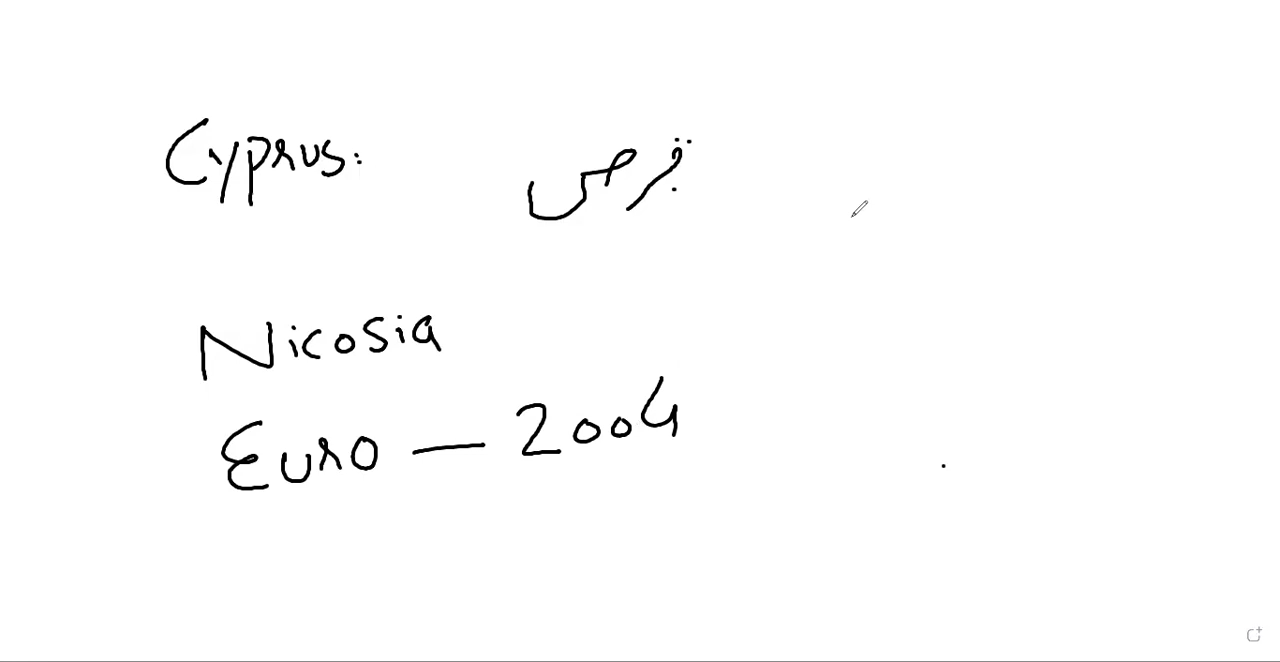 Cyprus: قبرص
Nicosia
Euro — 2004